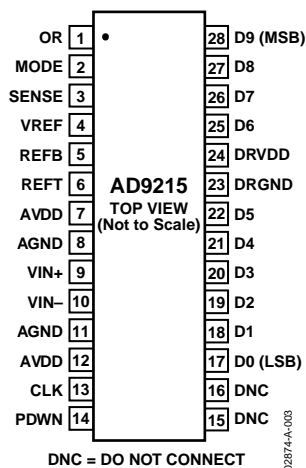 OR 1 28 D9 (MSB)
MODE 2 27 D8
SENSE 3 26 D7
VREF 4 25 D6
REFB 5 24 DRVDD
REFT 6 AD9215 23 DRGND
AVDD 7 TOP VIEW 22 D5
(Not to Scale)
AGND 8 21 D4
VIN+ 9 20 D3
VIN– 10 19 D2
AGND 11 18 D1
AVDD 12 17 D0 (LSB)
CLK 13 16 DNC
PDWN 14 15 DNC
DNC = DO NOT CONNECT
02874-A-003